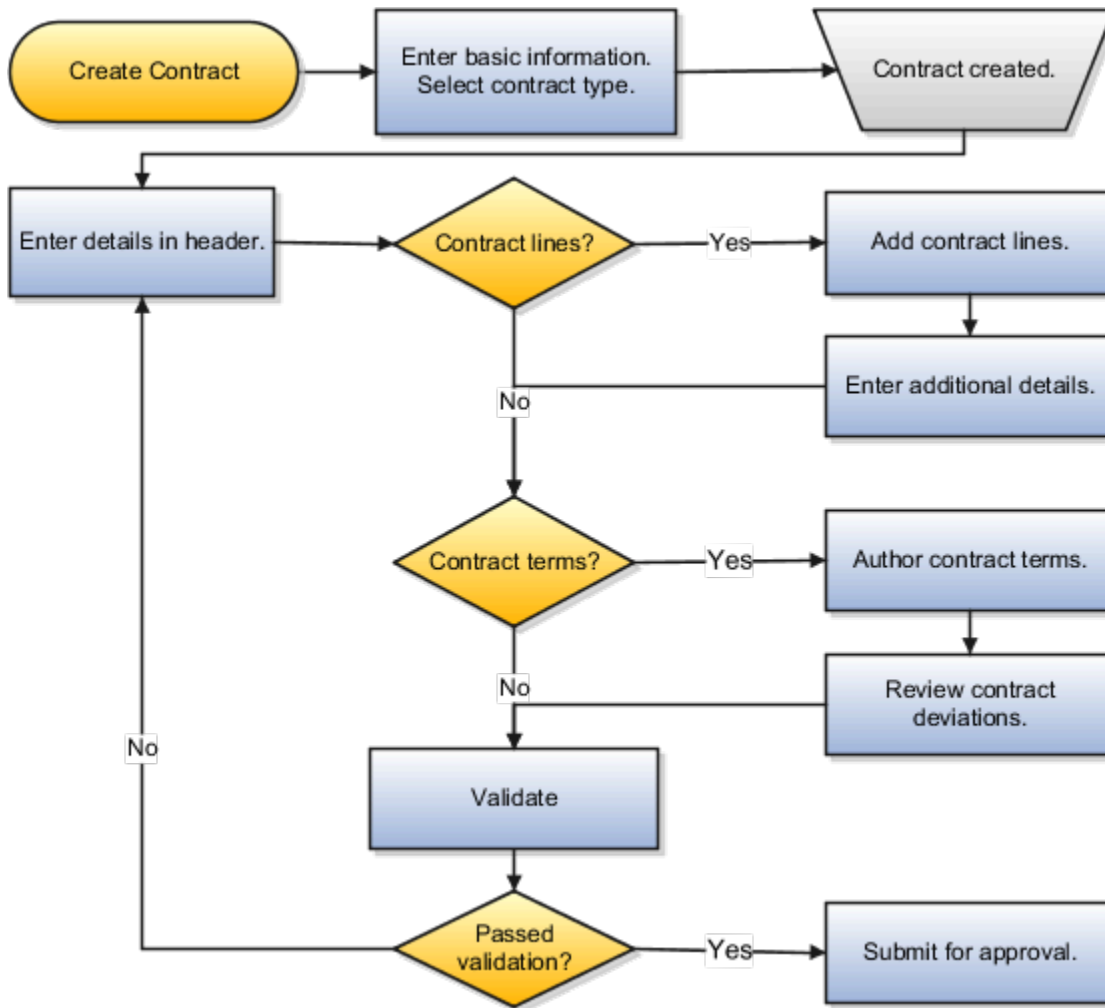 Create Contract
Enter basic information.
Select contract type.
Contract created.
Enter details in header.
Contract lines?
Yes
Add contract lines.
Enter additional details.
No
Contract terms?
Yes
Author contract terms.
No
Review contract
deviations.
No
Validate
Passed
validation?
Yes
Submit for approval.